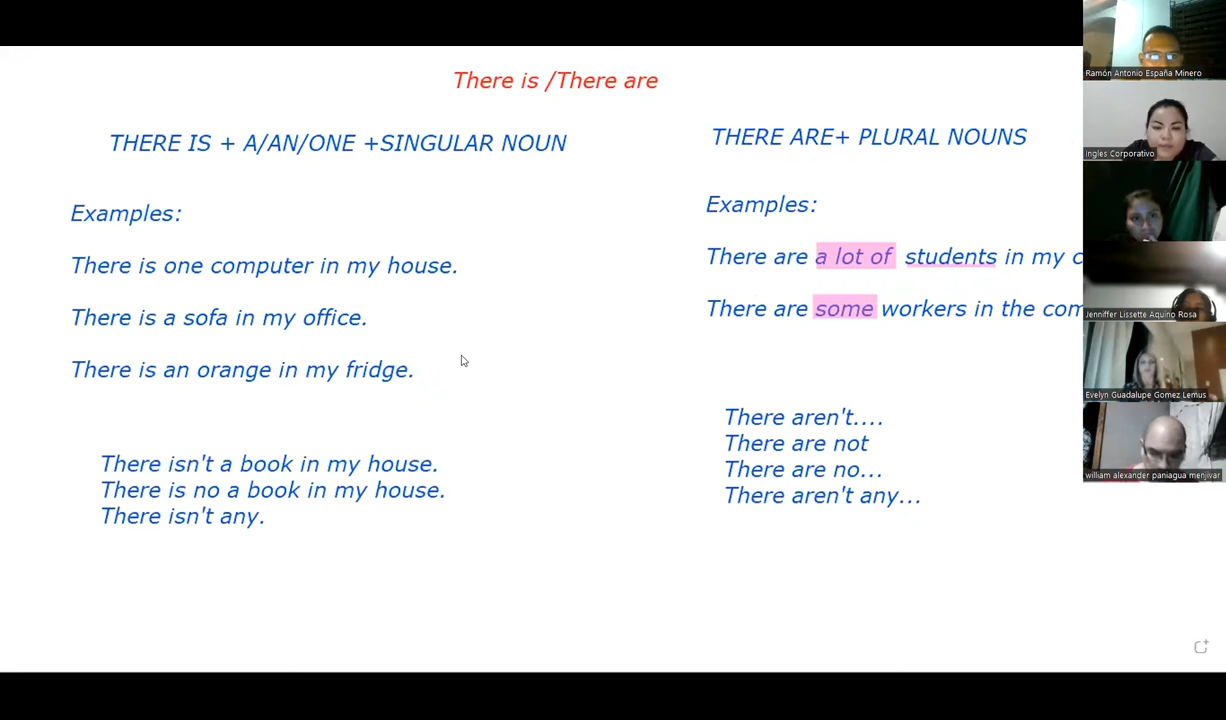 There is /There are
THERE IS + A/AN/ONE +SINGULAR NOUN
Examples:
There is one computer in my house.
There is a sofa in my office.
There is an orange in my fridge.
There isn't a book in my house.
There is no a book in my house.
There isn't any.
THERE ARE+ PLURAL NOUNS
Examples:
There are a lot of students in my c
There are some workers in the com
There aren't....
There are not
There are no...
There aren't any...
Ramón Antonio España Minero
Ingles Corporativo
Jenniffer Lissette Aquino Rosa
Evelyn Guadalupe Gomez Lemus
william alexander paniagua menjivar